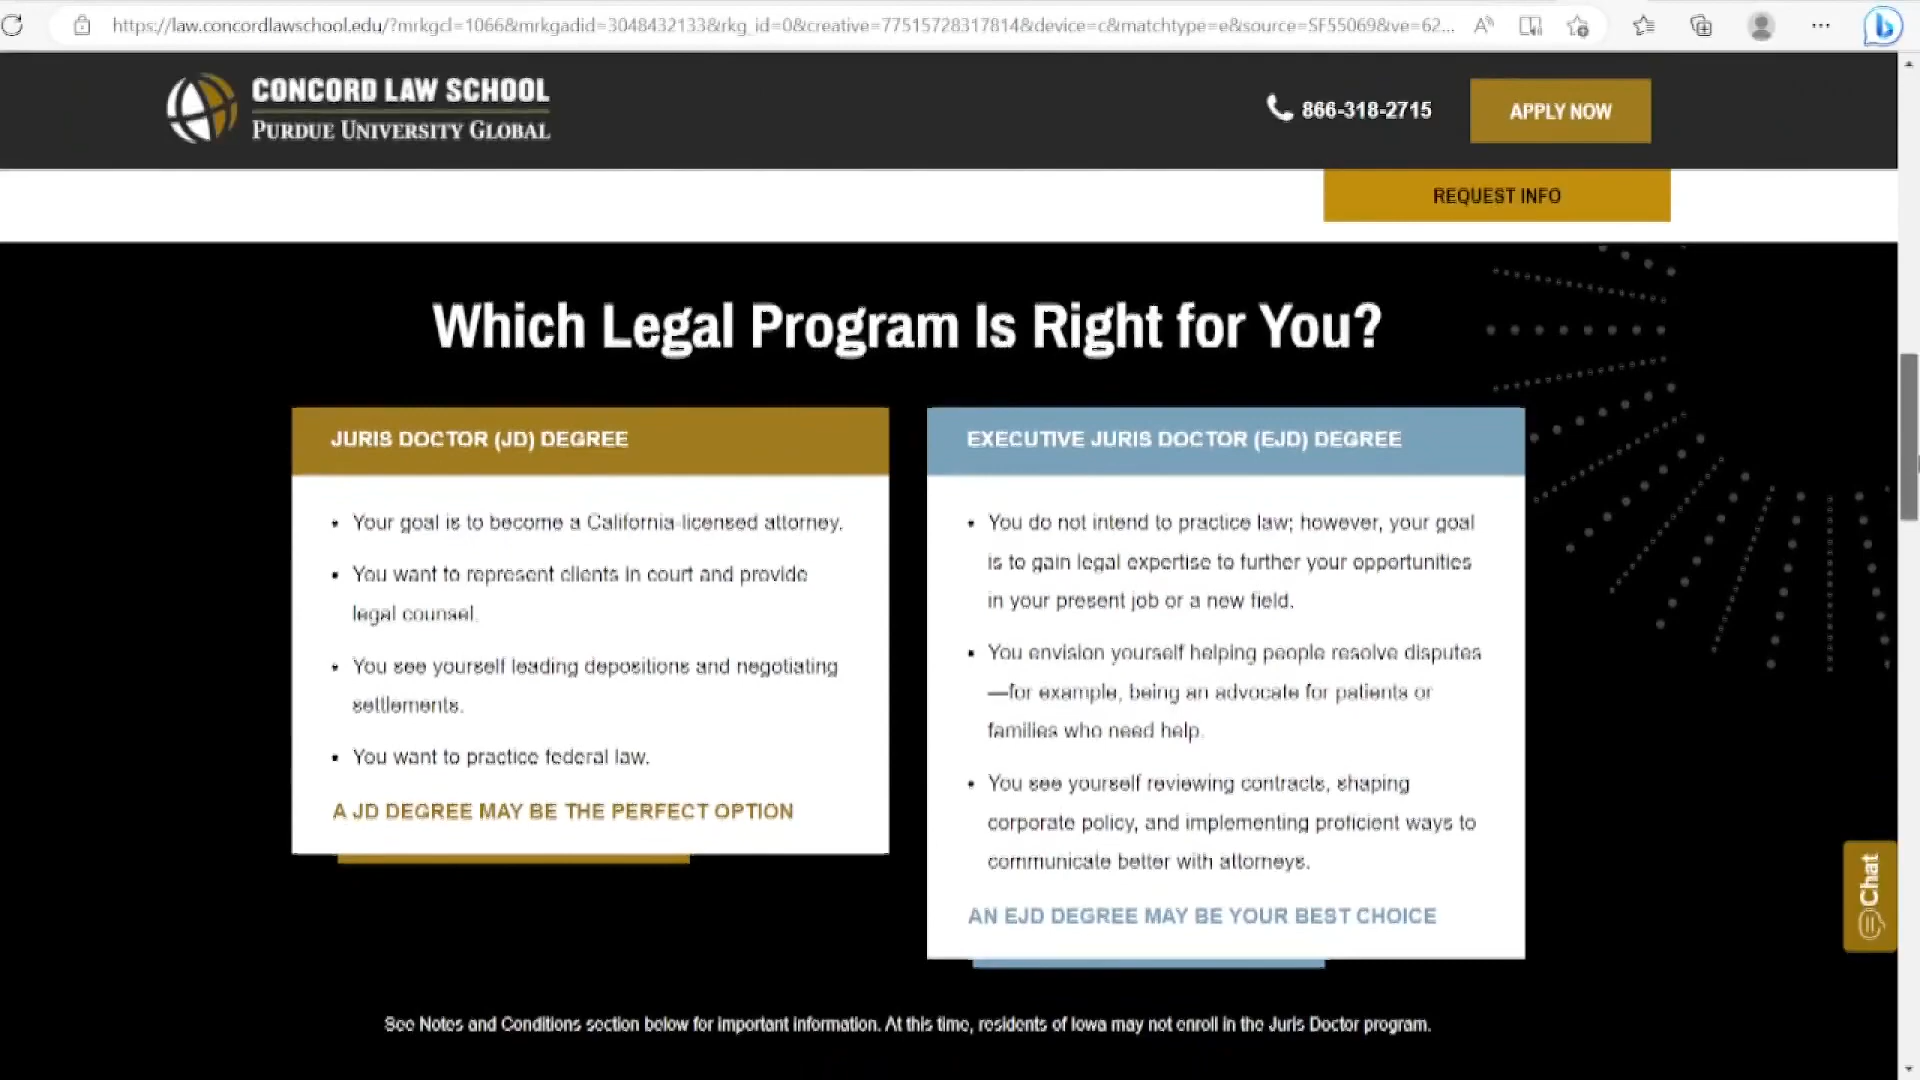 https://law.concordlawschool.edu/?mrkgcl=1066&mrkgadid=3048432133&rkg_id=0&creative=77515728317814&device=c&matchtype=e&source=SF55069&ve=62...
CONCORD LAW SCHOOL
PURDUE UNIVERSITY GLOBAL
866-318-2715
APPLY NOW
REQUEST INFO
Which Legal Program Is Right for You?
JURIS DOCTOR (JD) DEGREE
• Your goal is to become a California-licensed attorney.
• You want to represent clients in court and provide
legal counsel.
• You see yourself leading depositions and negotiating
settlements.
• You want to practice federal law.
A JD DEGREE MAY BE THE PERFECT OPTION
EXECUTIVE JURIS DOCTOR (EJD) DEGREE
• You do not intend to practice law; however, your goal
is to gain legal expertise to further your opportunities
in your present job or a new field.
• You envision yourself helping people resolve disputes
—for example, being an advocate for patients or
families who need help.
• You see yourself reviewing contracts, shaping
corporate policy, and implementing proficient ways to
communicate better with attorneys.
AN EJD DEGREE MAY BE YOUR BEST CHOICE
Chat
See Notes and Conditions section below for important information. At this time, residents of Iowa may not enroll in the Juris Doctor program.